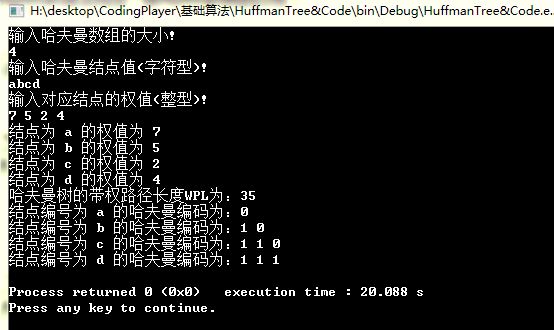 H:\desktop\CodingPlayer\基础算法\HuffmanTree&Code\bin\Debug\HuffmanTree&Code.e...
输入哈夫曼数组的大小!
4
输入哈夫曼结点值(字符型)!
abcd
输入对应结点的权值(整型)!
7 5 2 4
结点为 a 的权值为 7
结点为 b 的权值为 5
结点为 c 的权值为 2
结点为 d 的权值为 4
哈夫曼树的带权路径长度WPL为：35
结点编号为 a 的哈夫曼编码为：0
结点编号为 b 的哈夫曼编码为：1 0
结点编号为 c 的哈夫曼编码为：1 1 0
结点编号为 d 的哈夫曼编码为：1 1 1
Process returned 0 (0x0)   execution time : 20.088 s
Press any key to continue.